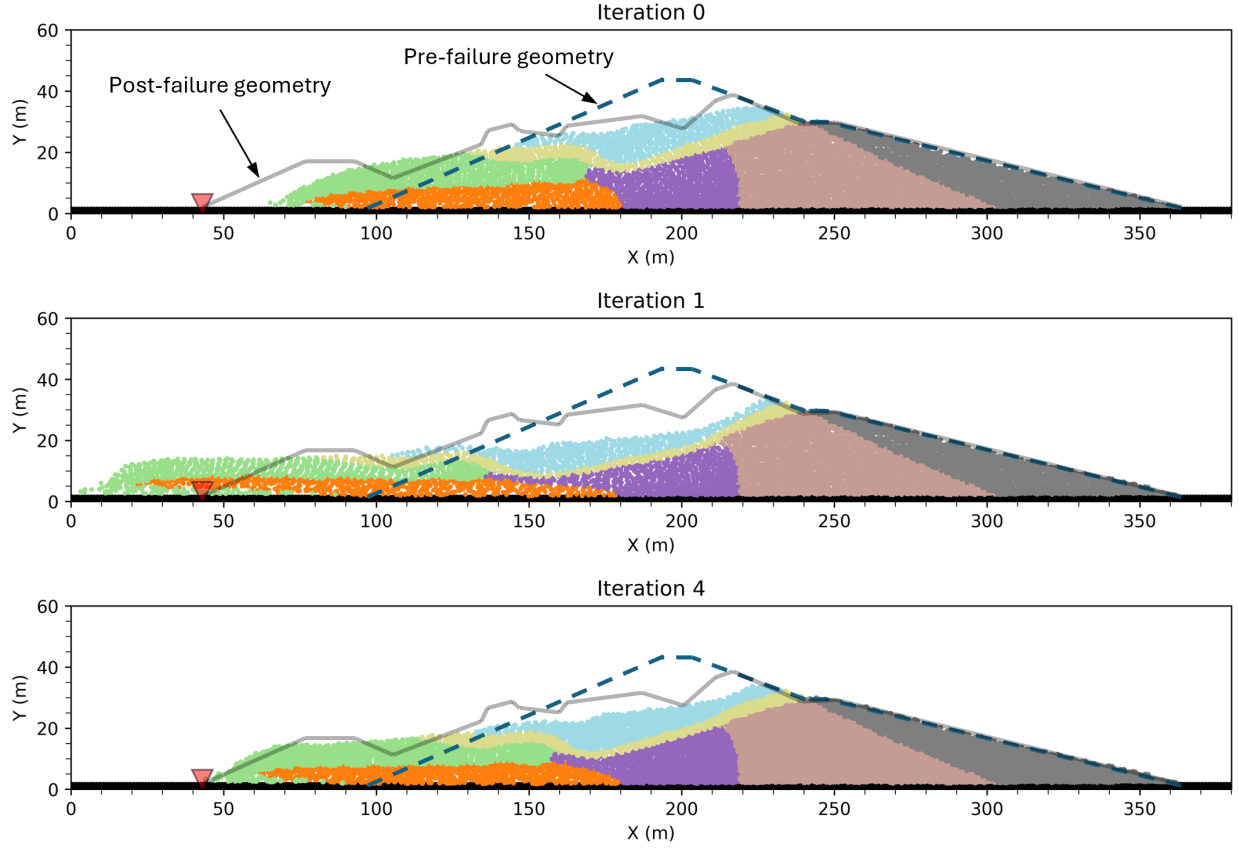 Iteration 0
Y (m)
60
40
20
0
Post-failure geometry
Pre-failure geometry
0 50 100 150 200 250 300 350
X (m)
Iteration 1
Y (m)
60
40
20
0
0 50 100 150 200 250 300 350
X (m)
Iteration 4
Y (m)
60
40
20
0
0 50 100 150 200 250 300 350
X (m)